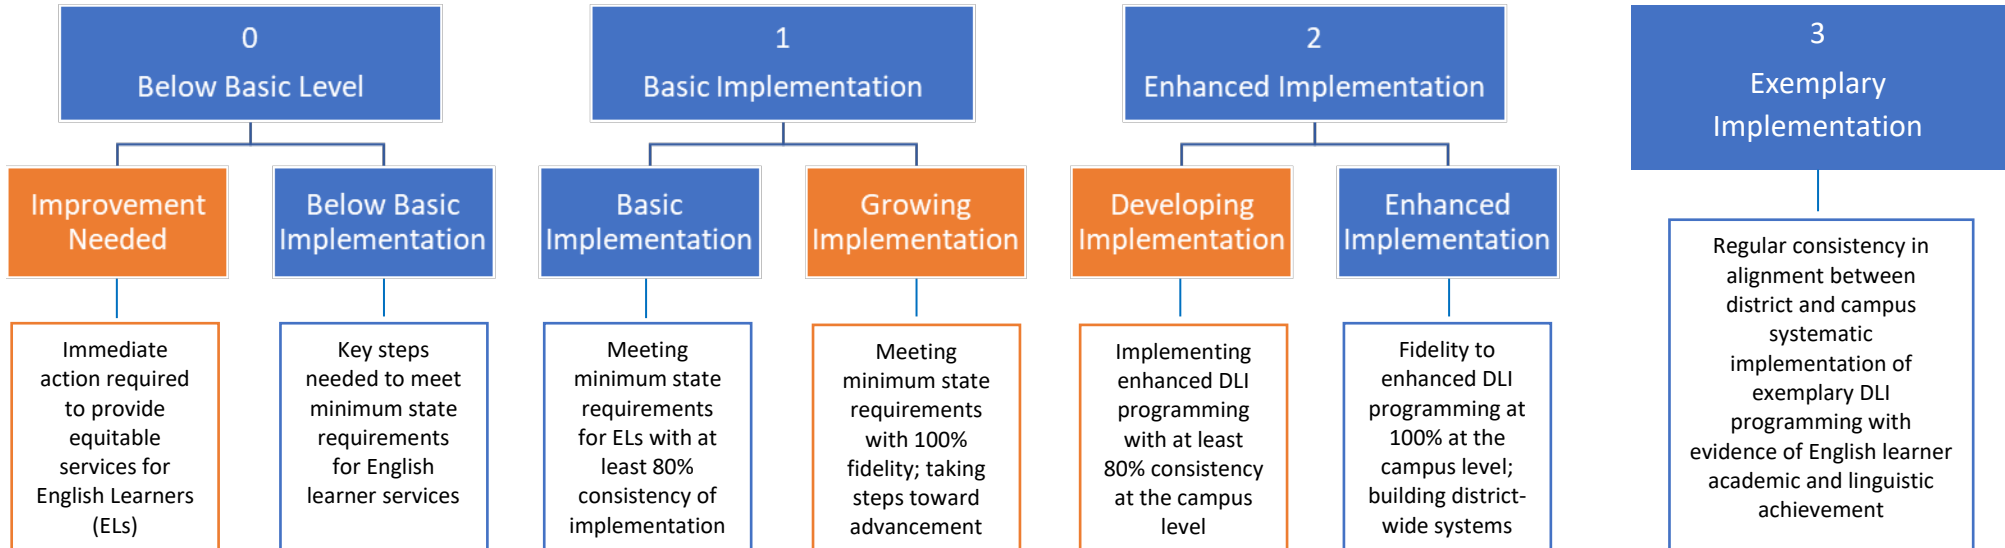 0
Below Basic Level
1
Basic Implementation
2
Enhanced Implementation
3
Exemplary
Implementation
Improvement
Needed
Below Basic
Implementation
Basic
Implementation
Growing
Implementation
Developing
Implementation
Enhanced
Implementation
Immediate
action required
to provide
equitable
services for
English Learners
(ELs)
Key steps
needed to meet
minimum state
requirements
for English
learner services
Meeting
minimum state
requirements
for ELs with at
least 80%
consistency of
implementation
Meeting
minimum state
requirements
with 100%
fidelity; taking
steps toward
advancement
Implementing
enhanced DLI
programming
with at least
80% consistency
at the campus
level
Fidelity to
enhanced DLI
programming at
100% at the
campus level;
building district-
wide systems
Regular consistency in
alignment between
district and campus
systematic
implementation of
exemplary DLI
programming with
evidence of English learner
academic and linguistic
achievement